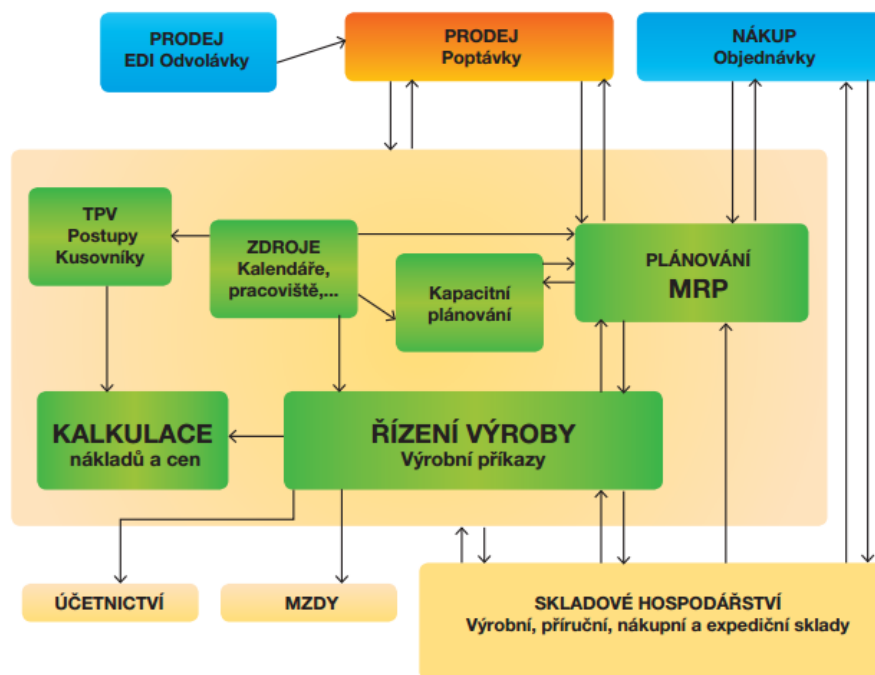 PRODEJ
EDI Odvolávky
PRODEJ
Poptávky
NÁKUP
Objednávky
TPV
Postupy
Kusovníky
ZDROJE
Kalendáře,
pracoviště,...
Kapacitní
plánování
PLÁNOVÁNÍ
MRP
KALKULACE
nákladů a cen
ŘÍZENÍ VÝROBY
Výrobní příkazy
ÚČETNICTVÍ
MZDY
SKLADOVÉ HOSPODÁŘSTVÍ
Výrobní, příruční, nákupní a expediční sklady